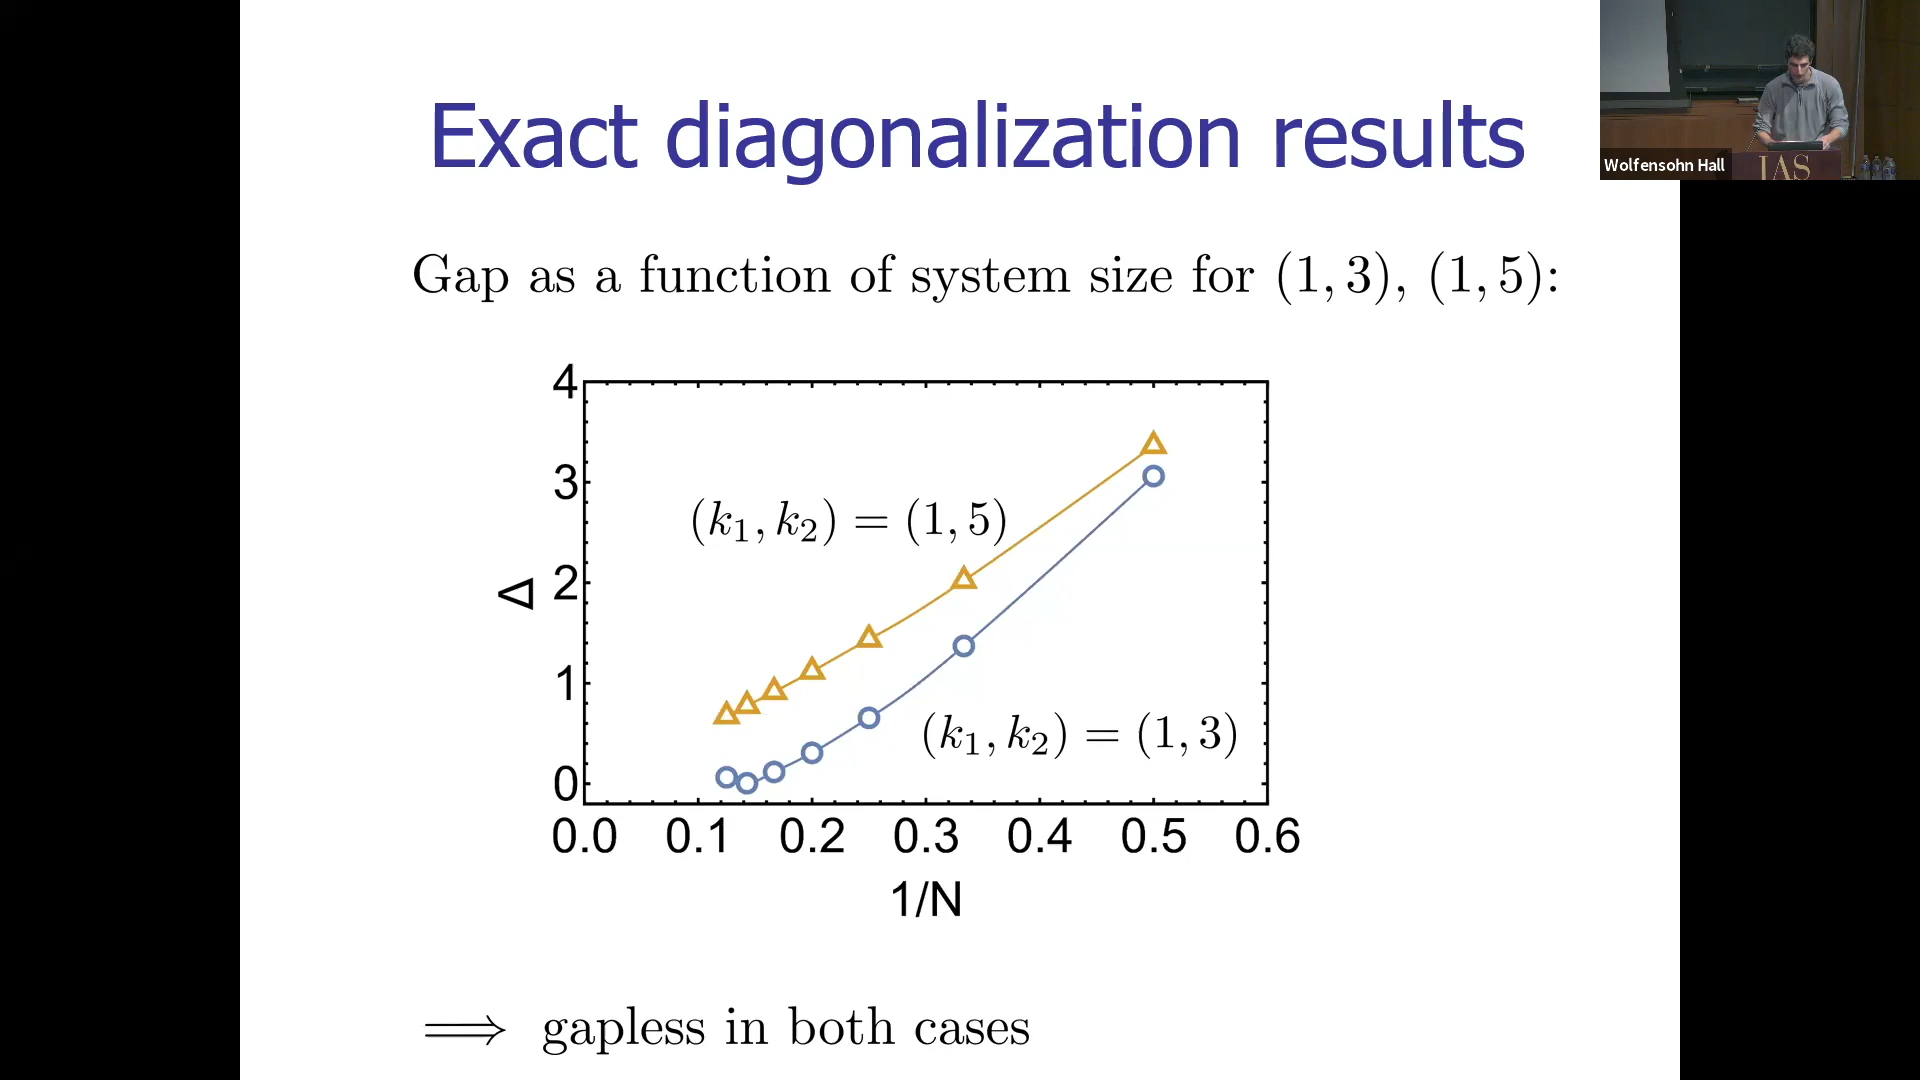 Exact diagonalization results
Wolfensohn Hall
IAS
Gap as a function of system size for (1, 3), (1, 5):
4
3
2
1
0
Δ
(k₁, k₂) = (1, 5)
(k₁, k₂) = (1, 3)
0.0 0.1 0.2 0.3 0.4 0.5 0.6
1/N
⟹ gapless in both cases